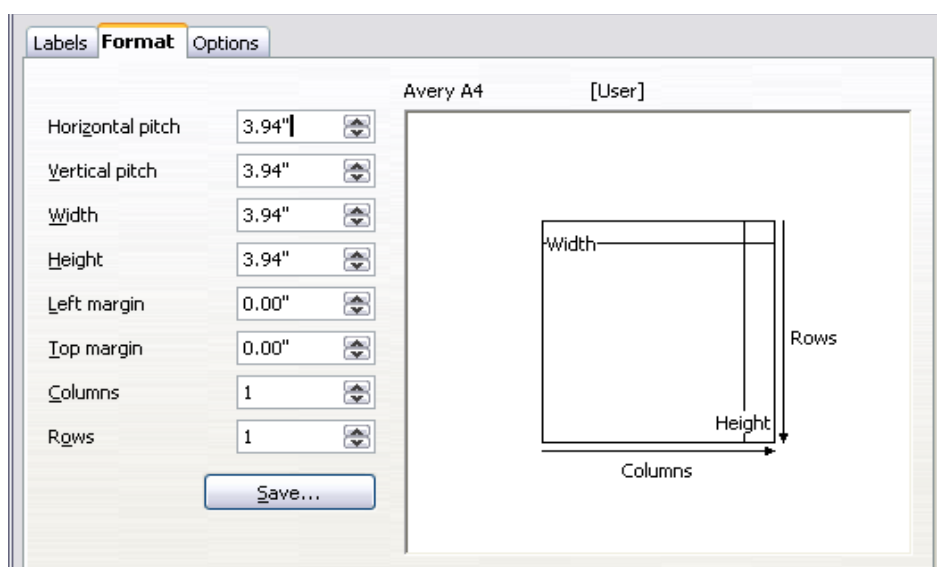 Labels Format Options
Avery A4 [User]
Horizontal pitch 3.94"
Vertical pitch 3.94"
Width 3.94"
Height 3.94"
Left margin 0.00"
Top margin 0.00"
Columns 1
Rows 1
Save...
Width
Rows
Height
Columns